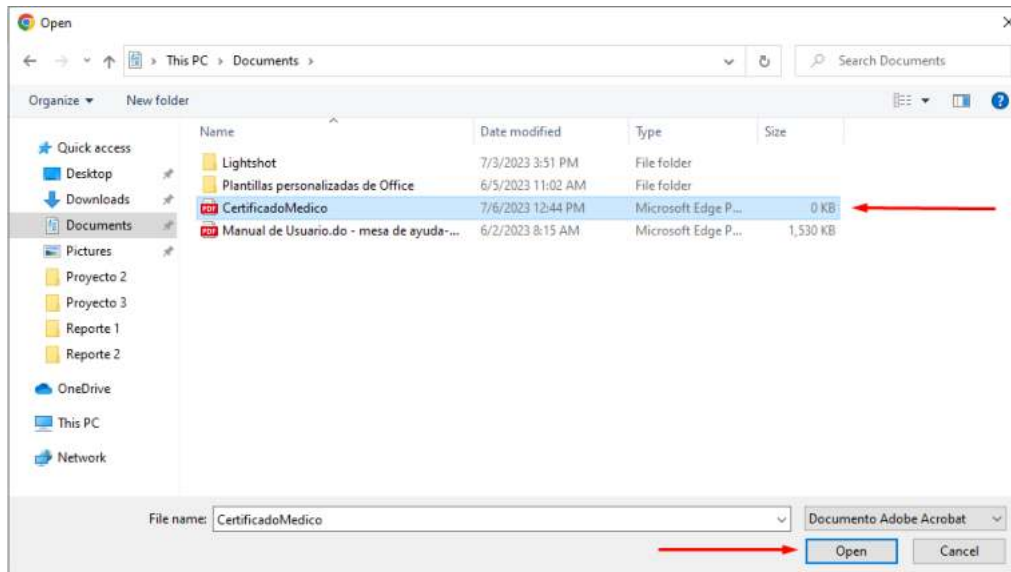 Open
This PC > Documents >
Search Documents
Organize New folder
Name Date modified Type Size
Quick access
Desktop
Downloads
Documents
Pictures
Proyecto 2
Proyecto 3
Reporte 1
Reporte 2
OneDrive
This PC
Network
Lightshot 7/3/2023 3:51 PM File folder
Plantillas personalizadas de Office 6/5/2023 11:02 AM File folder
PDF CertificadoMedico 7/6/2023 12:44 PM Microsoft Edge P... 0 KB
PDF Manual de Usuario.do - mesa de ayuda-... 6/2/2023 8:15 AM Microsoft Edge P... 1,530 KB
File name: CertificadoMedico Documento Adobe Acrobat
Open Cancel